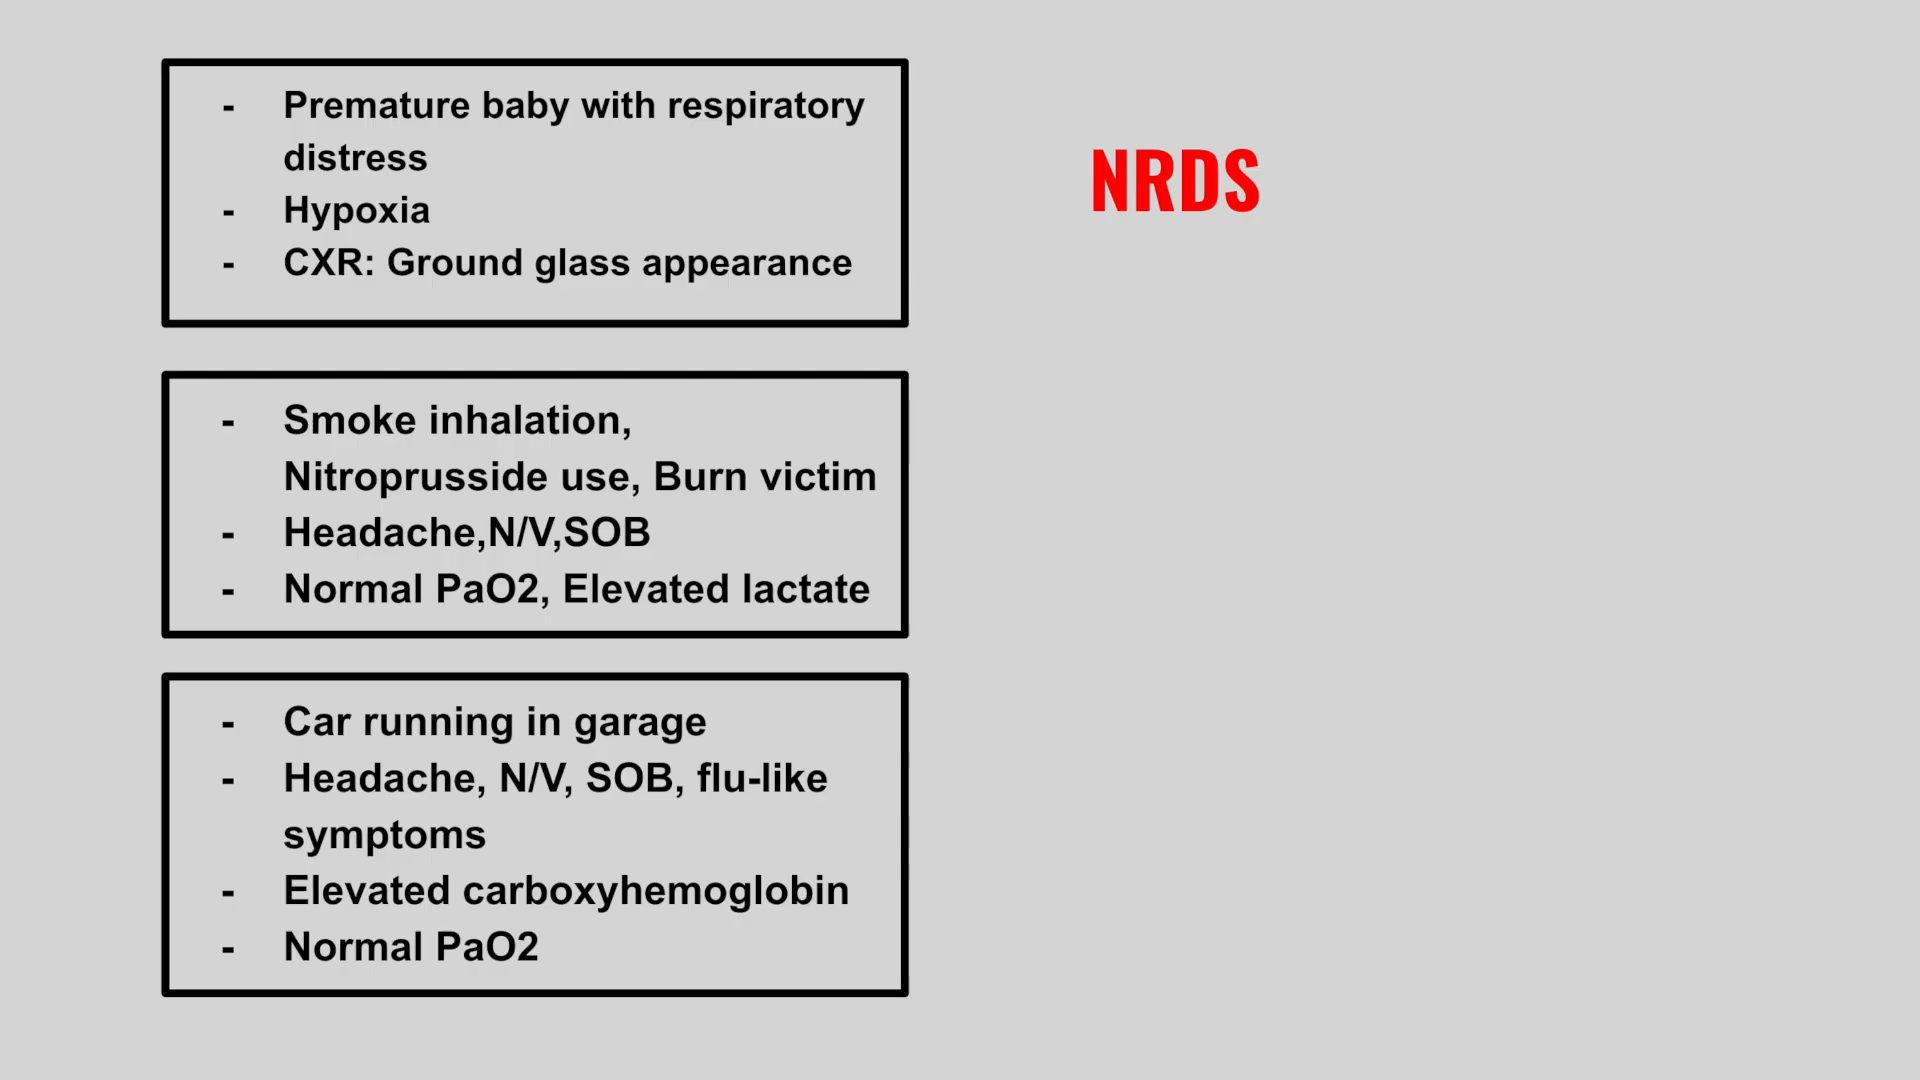 - Premature baby with respiratory
distress
- Hypoxia
- CXR: Ground glass appearance
NRDS
- Smoke inhalation,
Nitroprusside use, Burn victim
- Headache,N/V,SOB
- Normal PaO2, Elevated lactate
- Car running in garage
- Headache, N/V, SOB, flu-like
symptoms
- Elevated carboxyhemoglobin
- Normal PaO2